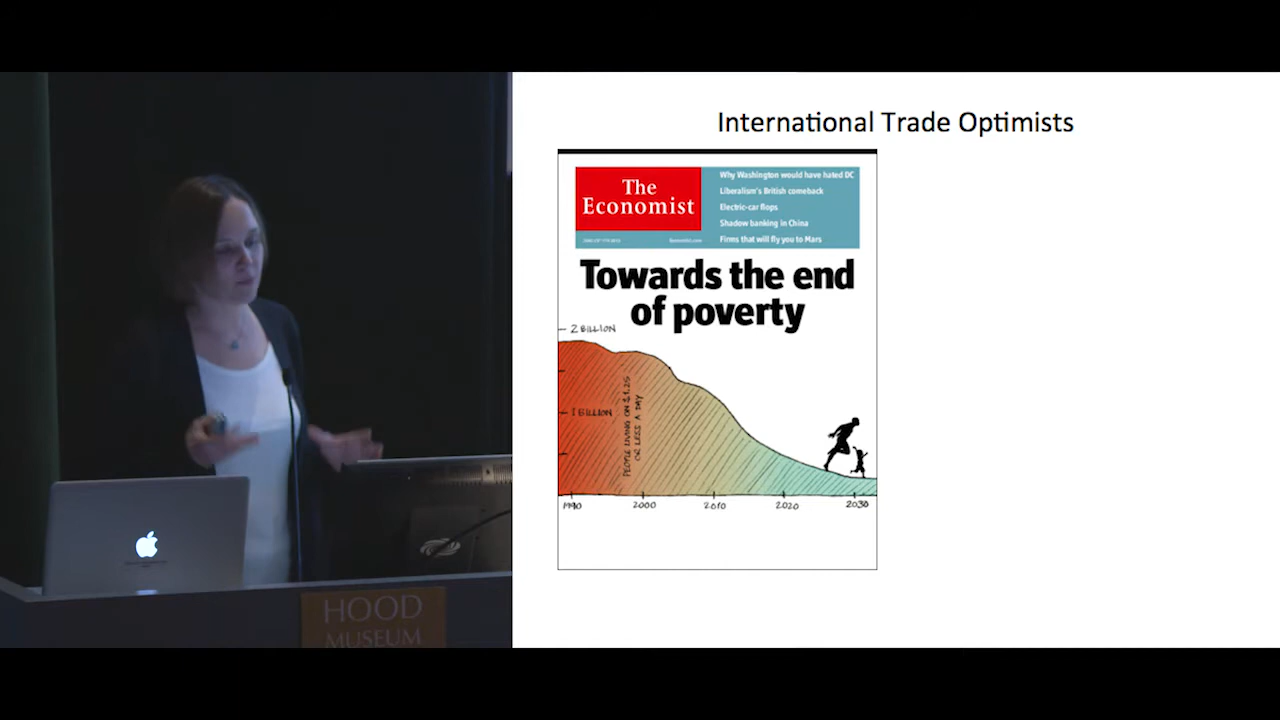 International Trade Optimists
The
Economist
Why Washington would have hated DC
Liberalism's British comeback
Electric-car flops
Shadow banking in China
Firms that will fly you to Mars
Economist.com
Towards the end
of poverty
2 BILLION
1 BILLION
PEOPLE LIVING ON $1.25
OR LESS A DAY
1990 2000 2010 2020 2030
HOOD
MUSEUM